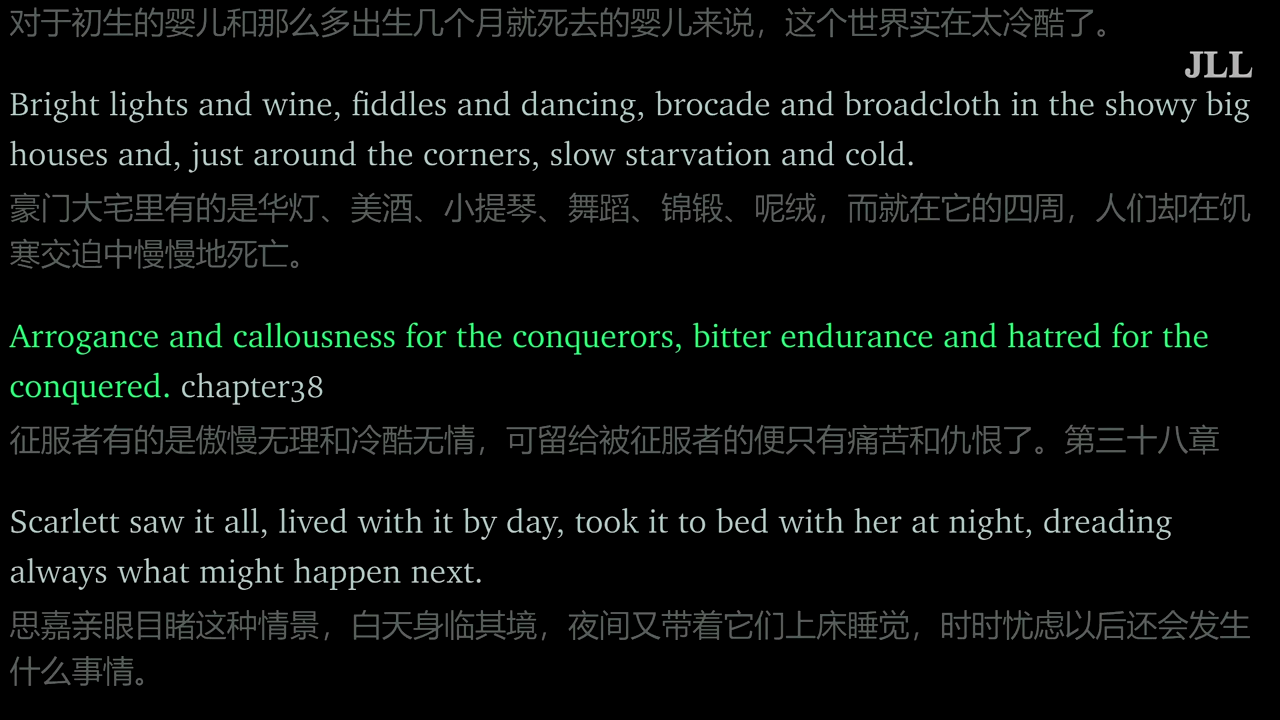 对于初生的婴儿和那么多出生几个月就死去的婴儿来说，这个世界实在太冷酷了。
JLL
Bright lights and wine, fiddles and dancing, brocade and broadcloth in the showy big
houses and, just around the corners, slow starvation and cold.
豪门大宅里有的是华灯、美酒、小提琴、舞蹈、锦锻、呢绒，而就在它的四周，人们却在饥
寒交迫中慢慢地死亡。
Arrogance and callousness for the conquerors, bitter endurance and hatred for the
conquered. chapter38
征服者有的是傲慢无理和冷酷无情，可留给被征服者的便只有痛苦和仇恨了。第三十八章
Scarlett saw it all, lived with it by day, took it to bed with her at night, dreading
always what might happen next.
思嘉亲眼目睹这种情景，白天身临其境，夜间又带着它们上床睡觉，时时忧虑以后还会发生
什么事情。